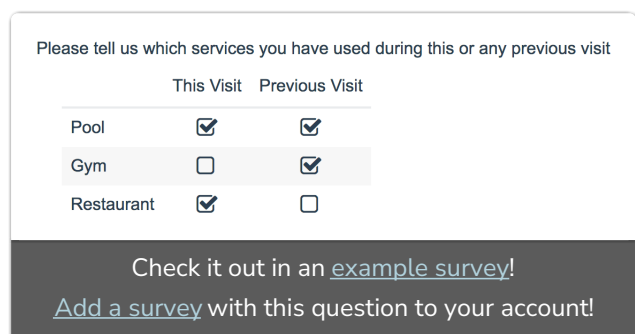 Please tell us which services you have used during this or any previous visit
This Visit Previous Visit
Pool
Gym
Restaurant
Check it out in an example survey!
Add a survey with this question to your account!